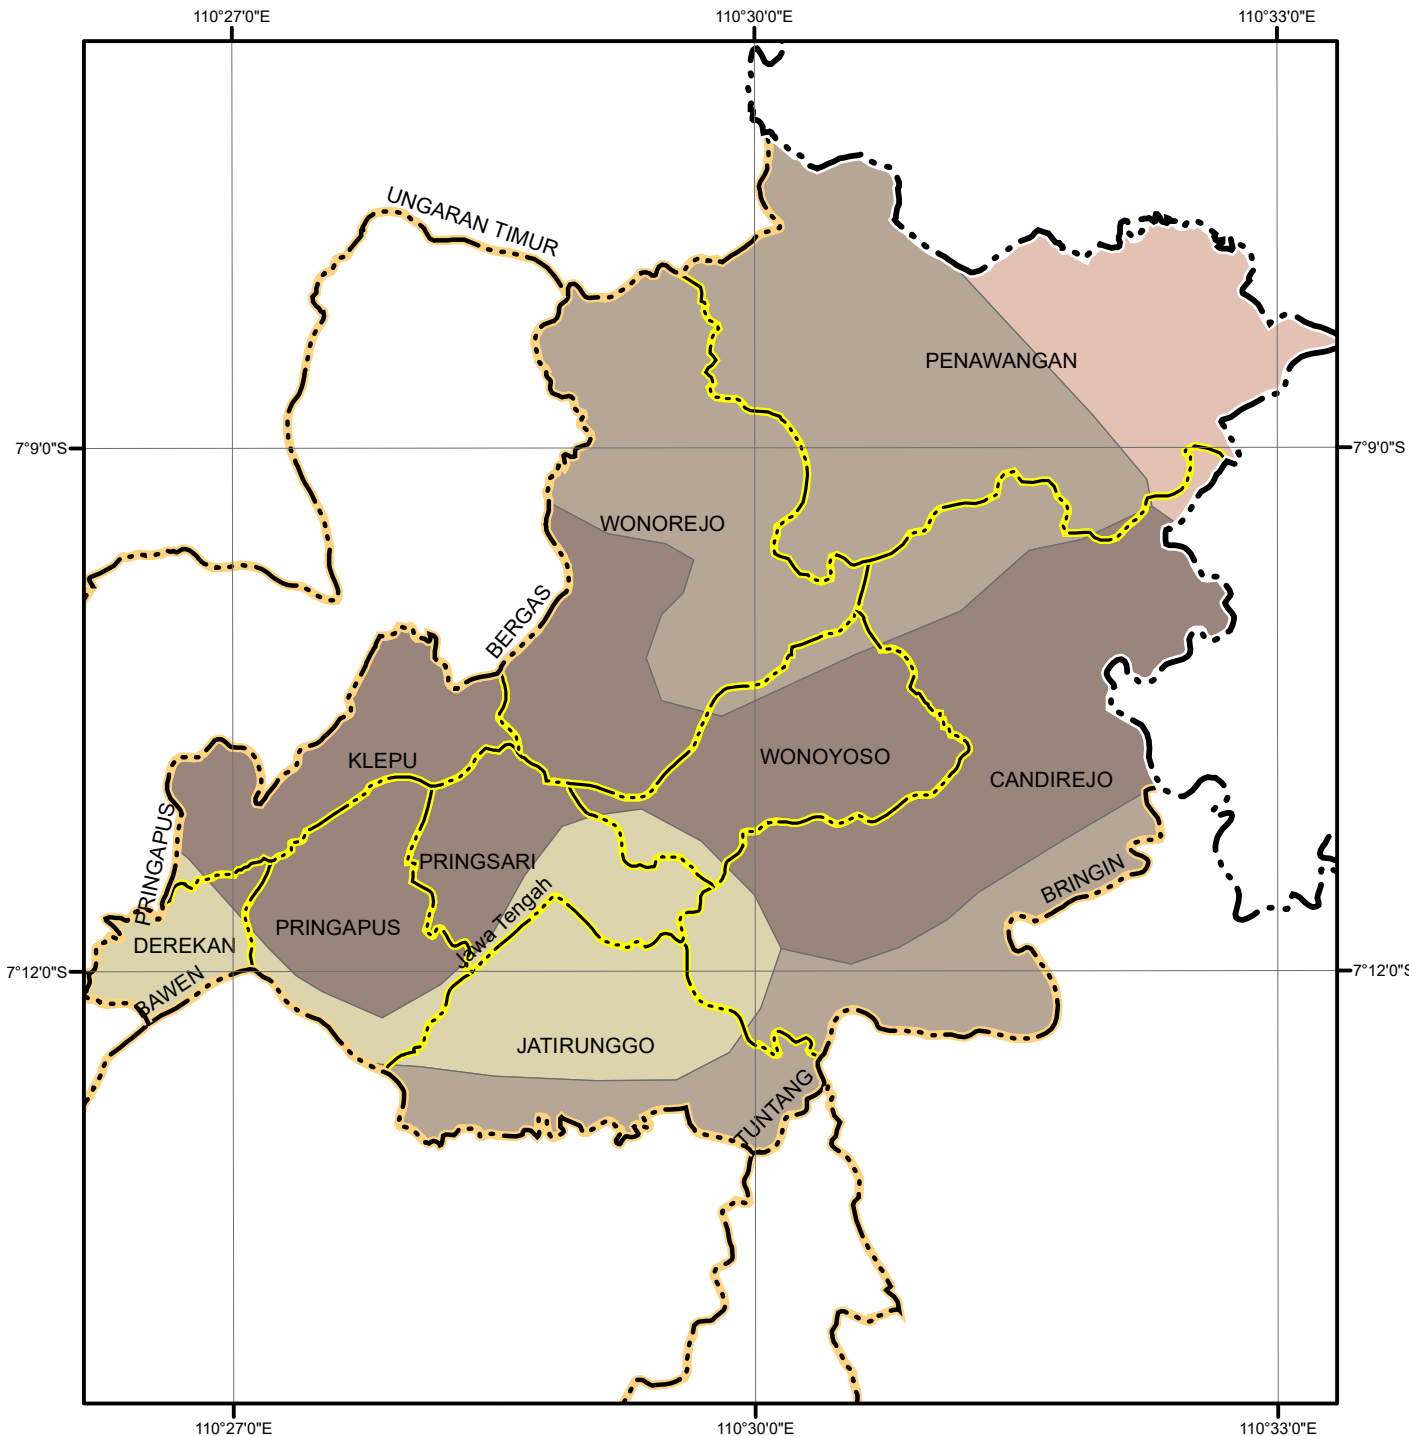 110°27'0"E
110°30'0"E
110°33'0"E
UNGARAN TIMUR
PENAWANGAN
7°9'0"S
7°9'0"S
WONOREJO
BERGAS
KLEPU
WONOYOSO
CANDIREJO
PRINGAPUS
PRINGSARI
BRINGIN
Jawa Tengah
PRINGAPUS
DEREKAN
7°12'0"S
7°12'0"S
BAWEN
JATIRUNGGO
TUNTANG
110°27'0"E
110°30'0"E
110°33'0"E